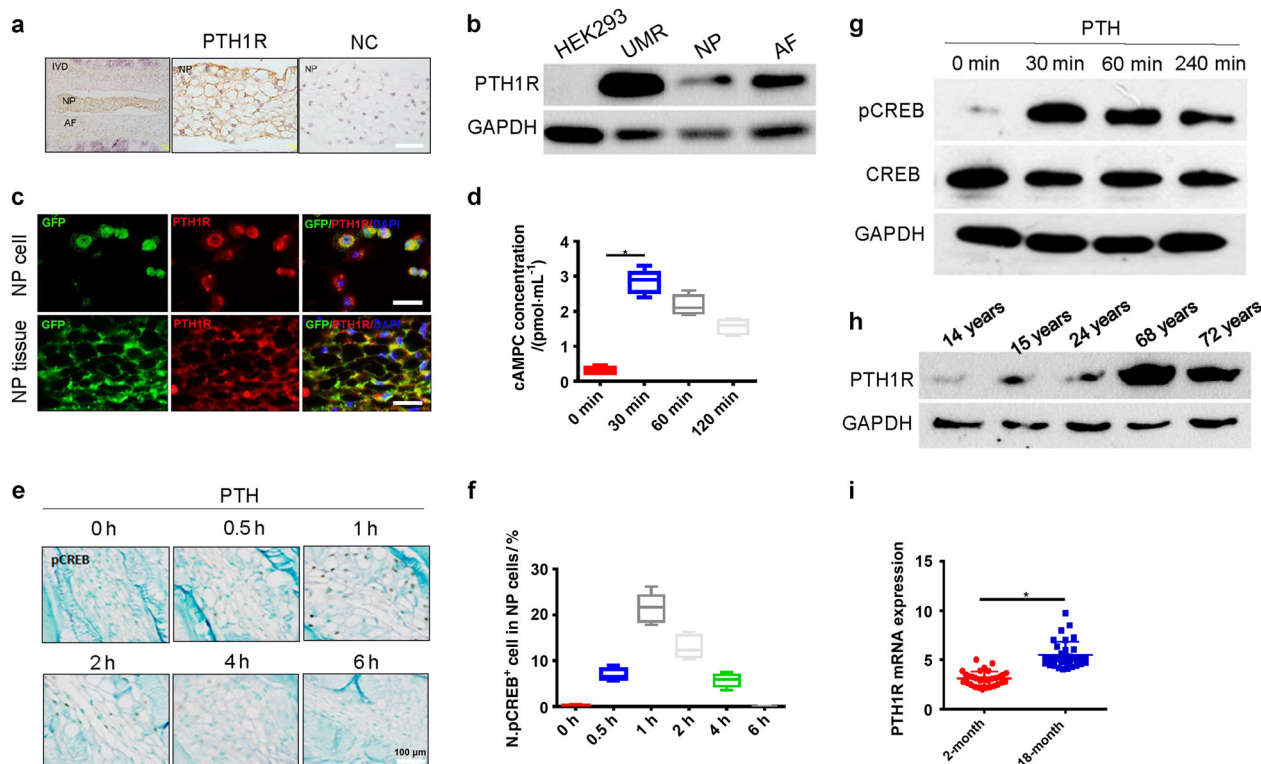 a
PTH1R
NC
IVD
NP
AF
NP
NP
b
HEK293
UMR
NP
AF
PTH1R
GAPDH
c
NP cell
GFP
PTH1R
GFP/PTH1R/DAPI
NP tissue
GFP
PTH1R
GFP/PTH1R/DAPI
d
cAMPC concentration
/(pmol·mL⁻¹)
4
3
2
1
0
*
0 min
30 min
60 min
120 min
e
PTH
0 h
0.5 h
1 h
pCREB
2 h
4 h
6 h
100 μm
f
N.pCREB⁺ cell in NP cells/%
30
20
10
0
0 h
0.5 h
1 h
2 h
4 h
6 h
g
PTH
0 min
30 min
60 min
240 min
pCREB
CREB
GAPDH
h
14 years
15 years
24 years
68 years
72 years
PTH1R
GAPDH
i
PTH1R mRNA expression
15
10
5
0
*
2-month
18-month